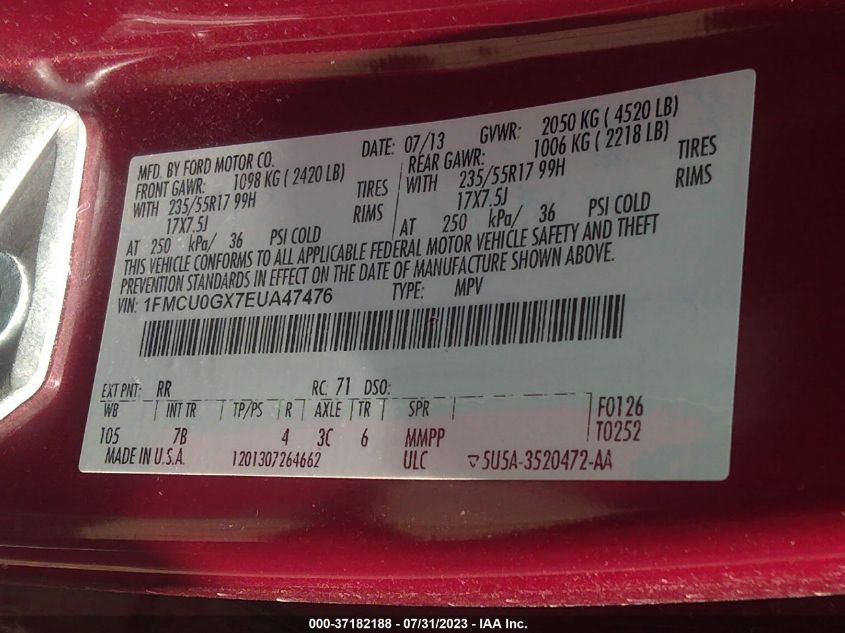 MFD. BY FORD MOTOR CO.
DATE: 07/13 GVWR: 2050 KG ( 4520 LB)
FRONT GAWR: 1098 KG ( 2420 LB)
REAR GAWR: 1006 KG ( 2218 LB)
WITH 235/55R17 99H TIRES
WITH 235/55R17 99H TIRES
17X7.5J RIMS
17X7.5J RIMS
AT 250 kPa/ 36 PSI COLD
AT 250 kPa/ 36 PSI COLD
THIS VEHICLE CONFORMS TO ALL APPLICABLE FEDERAL MOTOR VEHICLE SAFETY AND THEFT
PREVENTION STANDARDS IN EFFECT ON THE DATE OF MANUFACTURE SHOWN ABOVE.
VIN: 1FMCU0GX7EUA47476 TYPE: MPV
EXT PNT: RR RC: 71 DSO:
WB INT TR TP/PS R AXLE TR SPR F0126
105 7B 4 3C 6 MMPP T0252
MADE IN U.S.A. 1201307264662 ULC 5U5A-3520472-AA
000-37182188 - 07/31/2023 - IAA Inc.